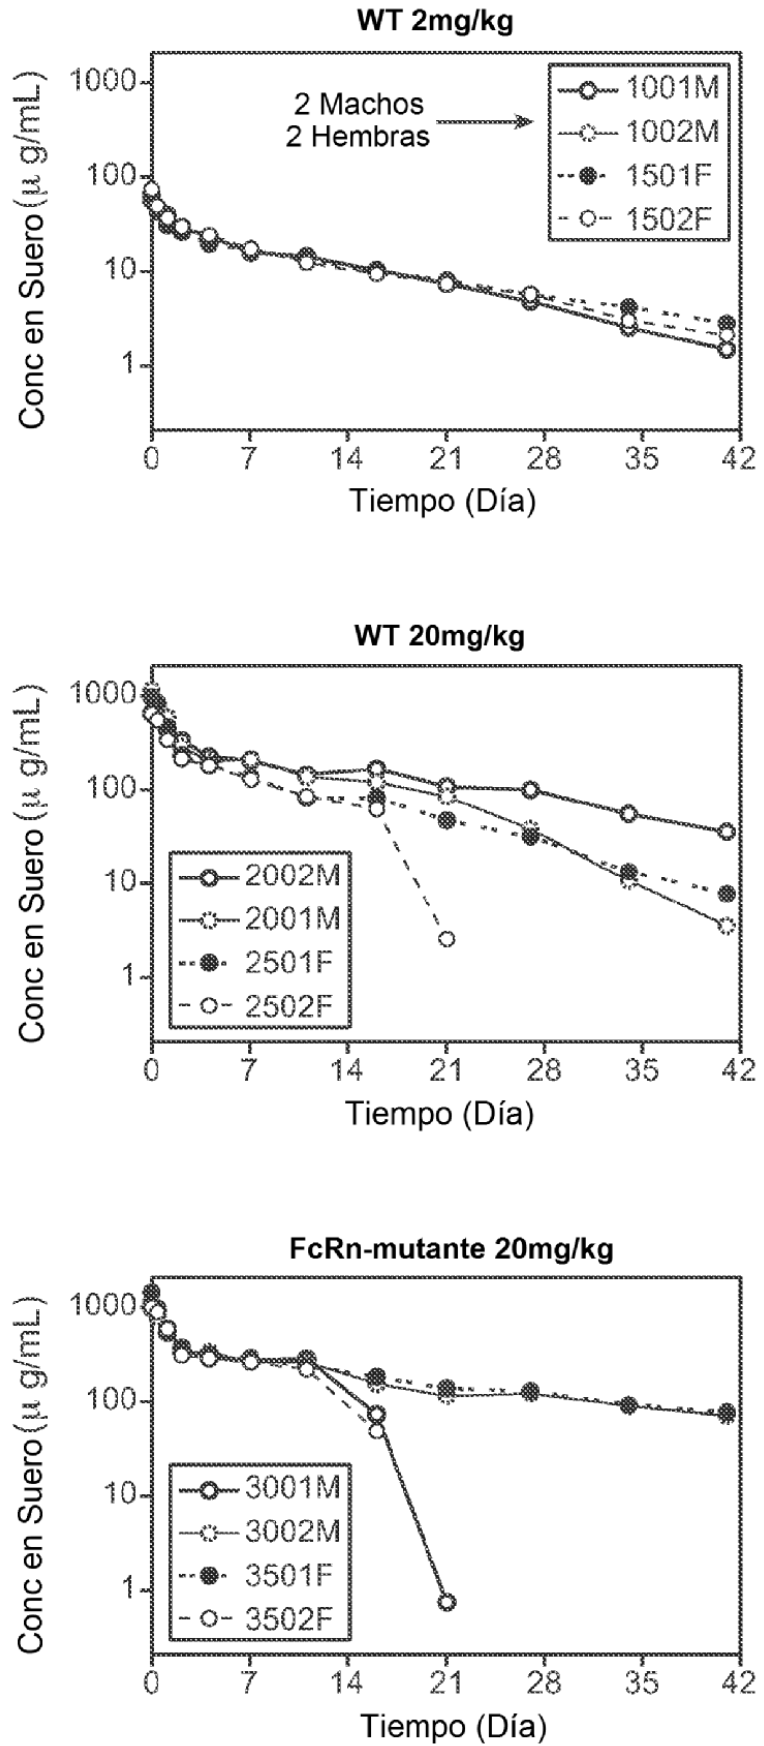 WT 2mg/kg
Conc en Suero (μ g/mL)
1000
100
10
1
2 Machos
2 Hembras
1001M
1002M
1501F
1502F
0 7 14 21 28 35 42
Tiempo (Día)
WT 20mg/kg
Conc en Suero (μ g/mL)
1000
100
10
1
2002M
2001M
2501F
2502F
0 7 14 21 28 35 42
Tiempo (Día)
FcRn-mutante 20mg/kg
Conc en Suero (μ g/mL)
1000
100
10
1
3001M
3002M
3501F
3502F
0 7 14 21 28 35 42
Tiempo (Día)